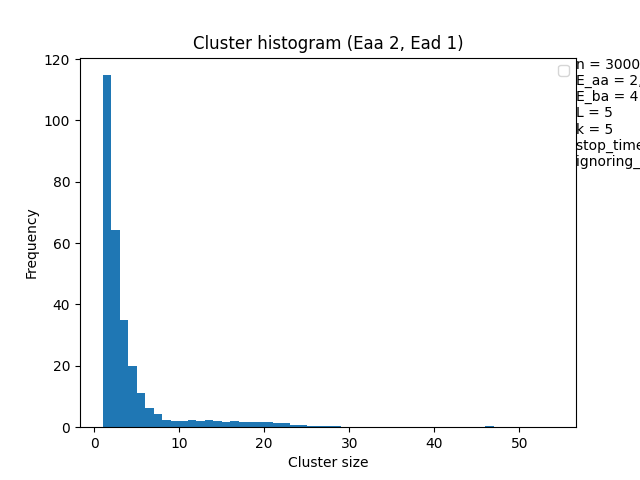 Cluster histogram (Eaa 2, Ead 1)
120
100
80
60
40
20
0
Frequency
0 10 20 30 40 50
Cluster size
n = 3000
E_aa = 2,
E_ba = 4
L = 5
k = 5
stop_time
ignoring_